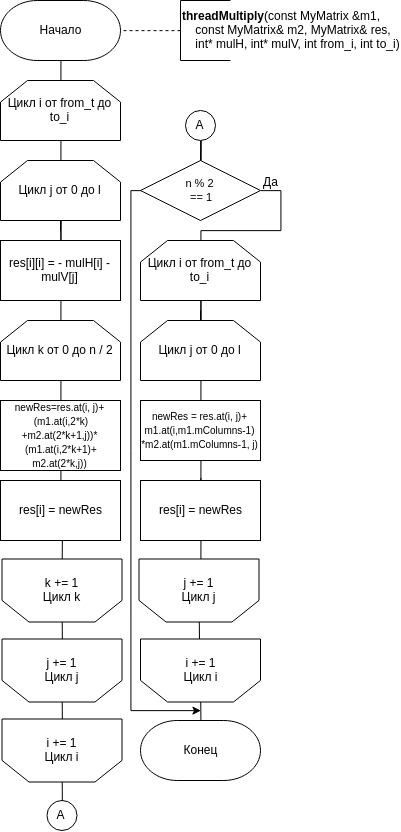 Начало
threadMultiply(const MyMatrix &m1,
const MyMatrix& m2, MyMatrix& res,
int* mulH, int* mulV, int from_i, int to_i)
Цикл i от from_t до
to_i
Цикл j от 0 до l
res[i][i] = - mulH[i] -
mulV[j]
Цикл k от 0 до n / 2
newRes=res.at(i, j)+
(m1.at(i,2*k)
+m2.at(2*k+1,j))*
(m1.at(i,2*k+1)+
m2.at(2*k,j))
res[i] = newRes
k += 1
Цикл k
j += 1
Цикл j
i += 1
Цикл i
A
A
n % 2
== 1
Да
Цикл i от from_t до
to_i
Цикл j от 0 до l
newRes = res.at(i, j)+
m1.at(i,m1.mColumns-1)
*m2.at(m1.mColumns-1, j)
res[i] = newRes
j += 1
Цикл j
i += 1
Цикл i
Конец